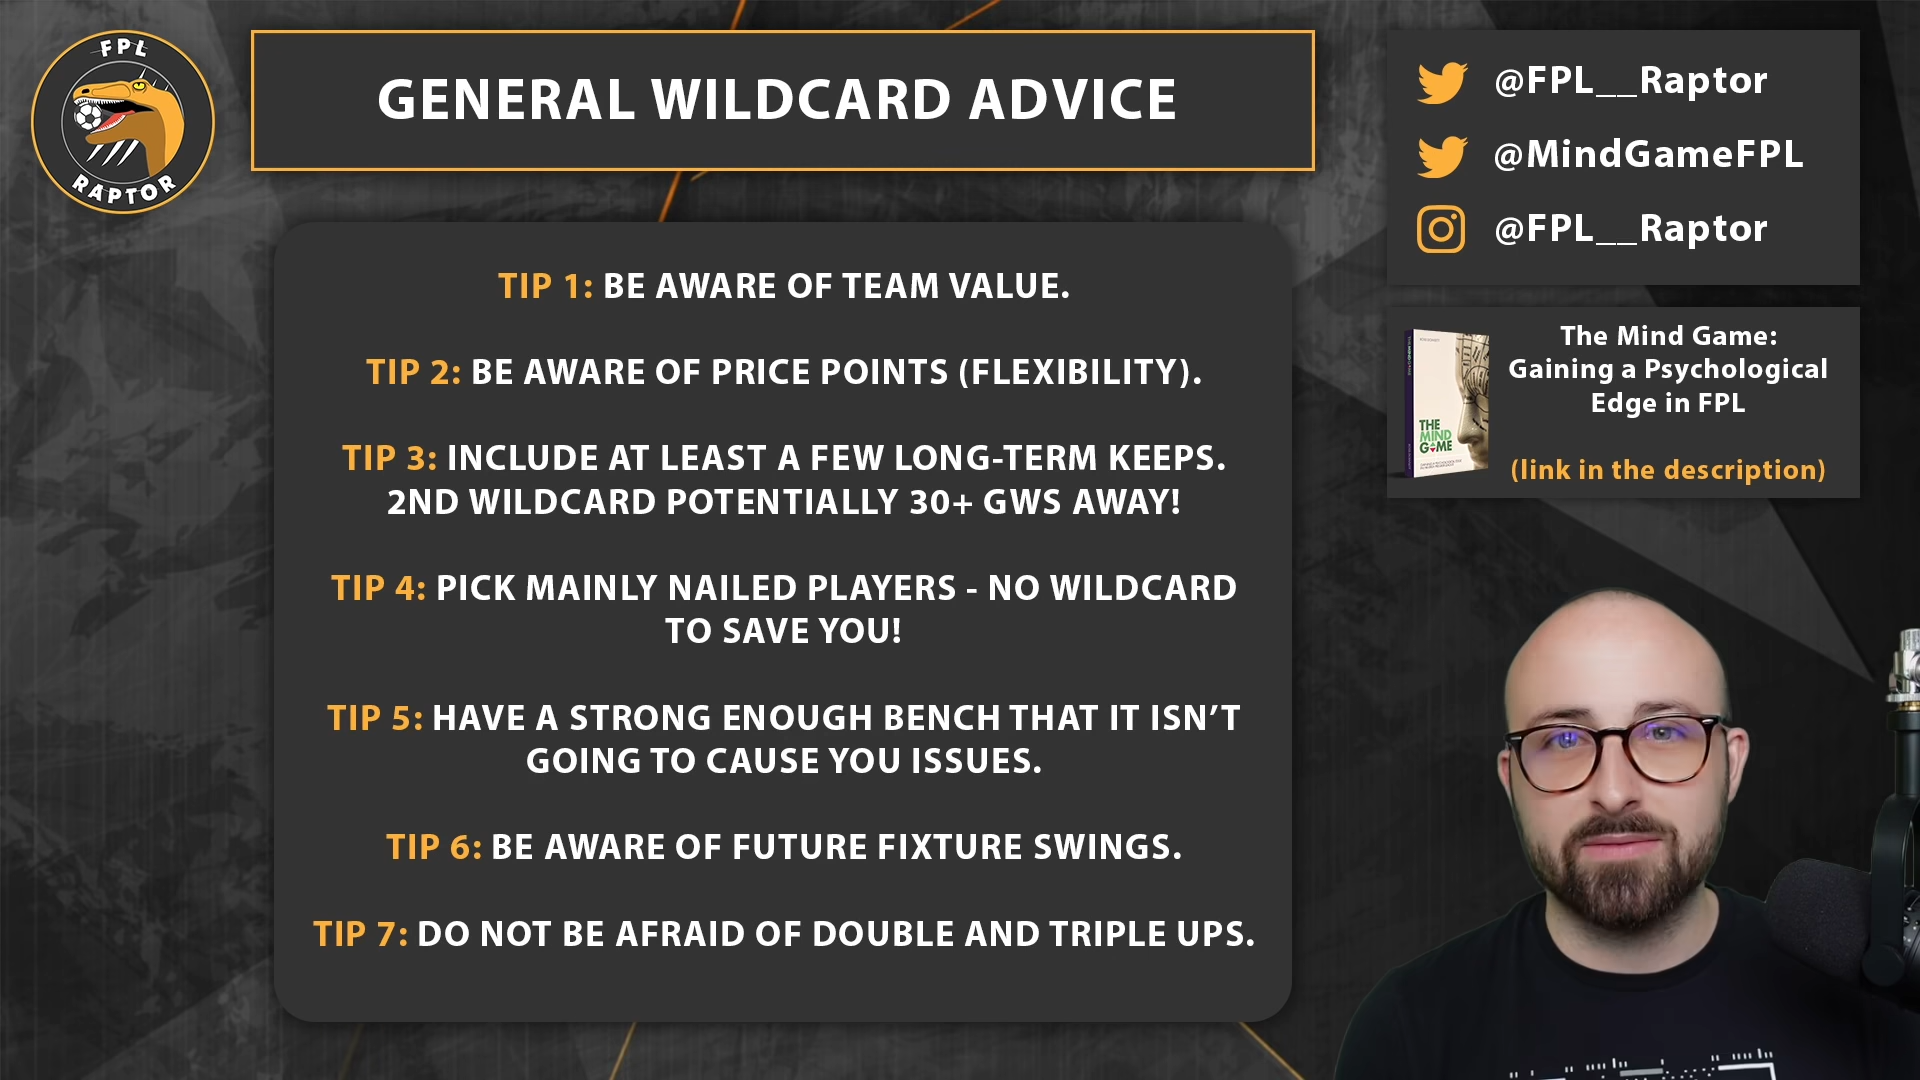 FPL
RAPTOR
GENERAL WILDCARD ADVICE
TIP 1: BE AWARE OF TEAM VALUE.
TIP 2: BE AWARE OF PRICE POINTS (FLEXIBILITY).
TIP 3: INCLUDE AT LEAST A FEW LONG-TERM KEEPS.
2ND WILDCARD POTENTIALLY 30+ GWS AWAY!
TIP 4: PICK MAINLY NAILED PLAYERS - NO WILDCARD
TO SAVE YOU!
TIP 5: HAVE A STRONG ENOUGH BENCH THAT IT ISN’T
GOING TO CAUSE YOU ISSUES.
TIP 6: BE AWARE OF FUTURE FIXTURE SWINGS.
TIP 7: DO NOT BE AFRAID OF DOUBLE AND TRIPLE UPS.
@FPL__Raptor
@MindGameFPL
@FPL__Raptor
The Mind Game:
Gaining a Psychological
Edge in FPL
(link in the description)
THE
MIND
GAME